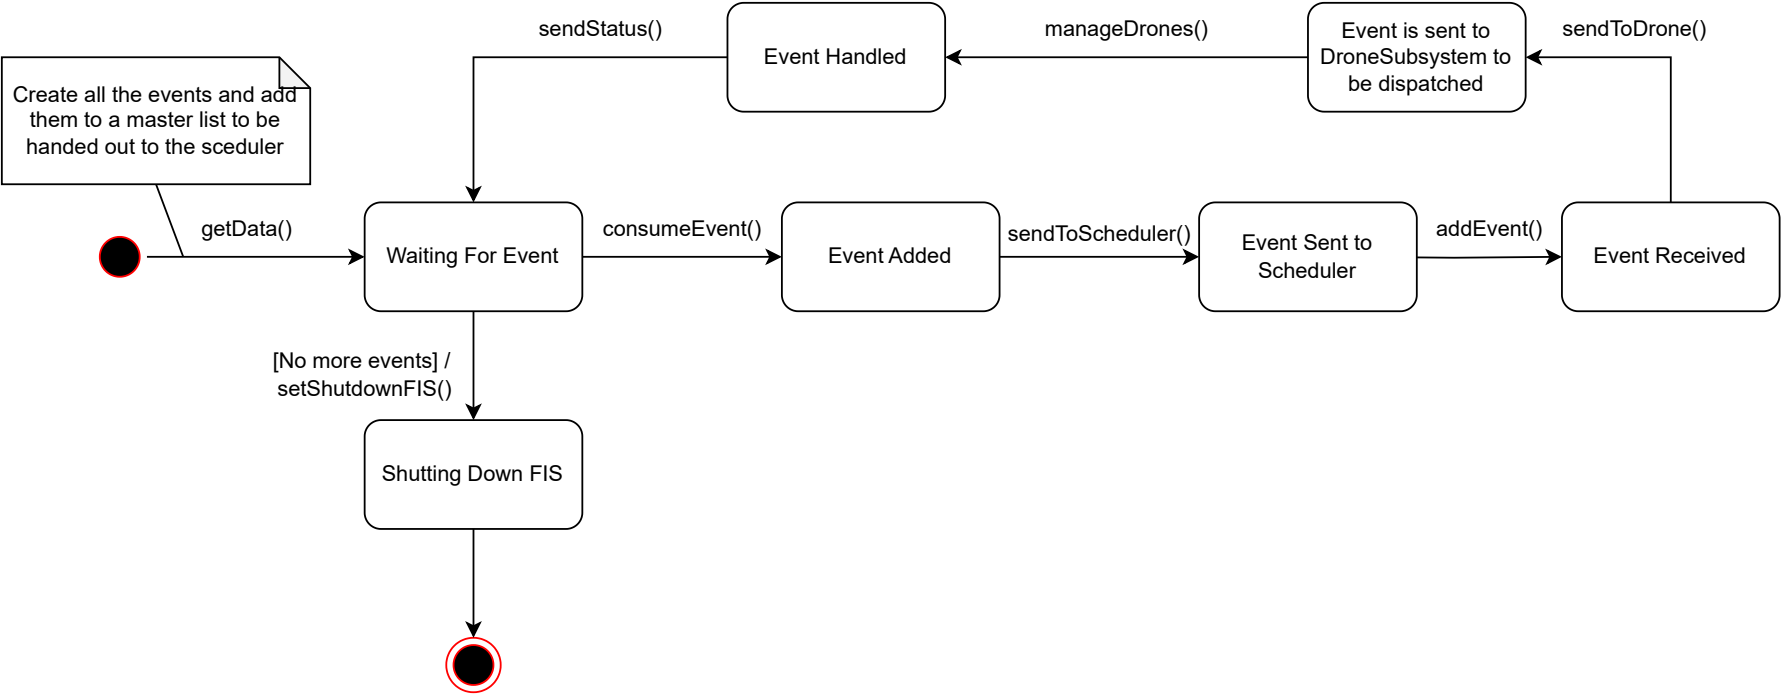 sendStatus()
Event Handled
manageDrones()
Event is sent to
DroneSubsystem to
be dispatched
sendToDrone()
Create all the events and add
them to a master list to be
handed out to the sceduler
getData()
Waiting For Event
consumeEvent()
Event Added
sendToScheduler()
Event Sent to
Scheduler
addEvent()
Event Received
[No more events] /
setShutdownFIS()
Shutting Down FIS